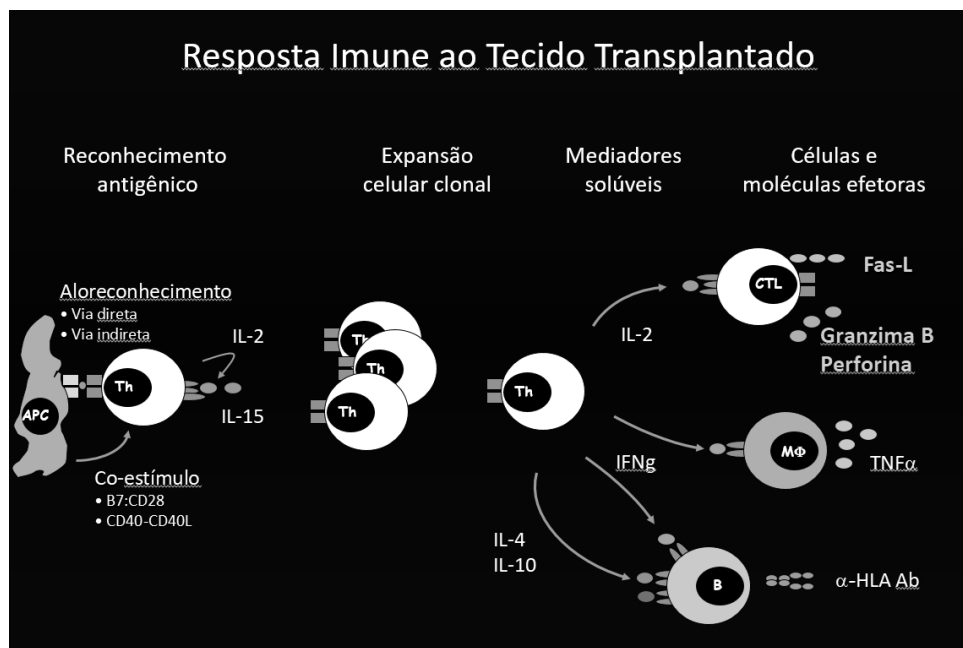 Resposta Imune ao Tecido Transplantado
Reconhecimento
antigênico
Expansão
celular clonal
Mediadores
solúveis
Células e
moléculas efetoras
Aloreconhecimento
• Via direta
• Via indireta
IL-2
IL-15
APC
Th
Co-estímulo
• B7:CD28
• CD40-CD40L
Th
Th
Th
Th
IL-2
IFNg
IL-4
IL-10
CTL
Fas-L
Granzima B
Perforina
MΦ
TNFα
B
α-HLA Ab